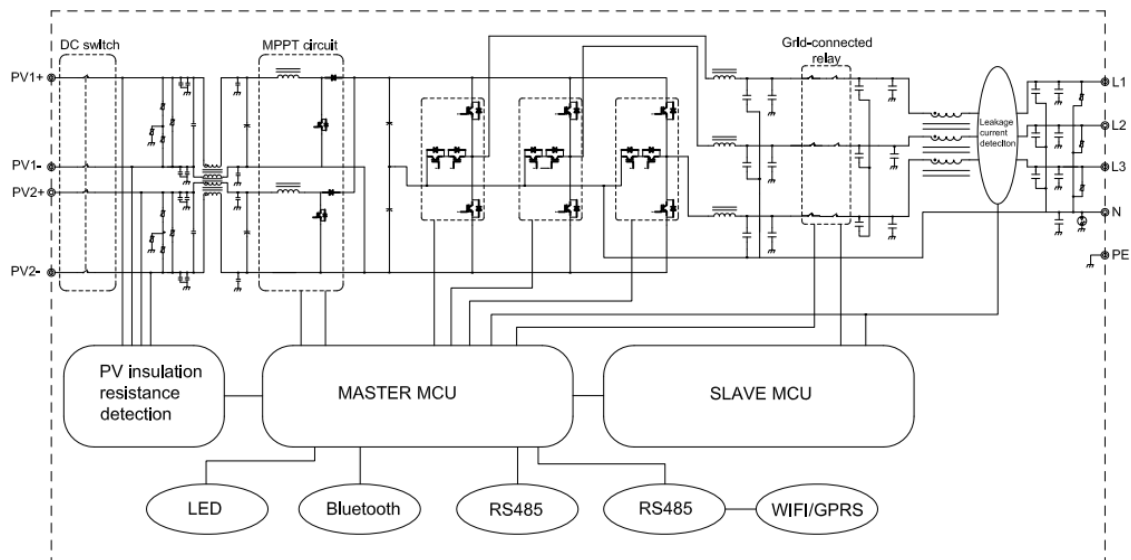 DC switch
MPPT circuit
Grid-connected
relay
PV1+
PV1-
PV2+
PV2-
Leakage
current
deteciton
L1
L2
L3
N
PE
PV insulation
resistance
detection
MASTER MCU
SLAVE MCU
LED
Bluetooth
RS485
RS485
WIFI/GPRS